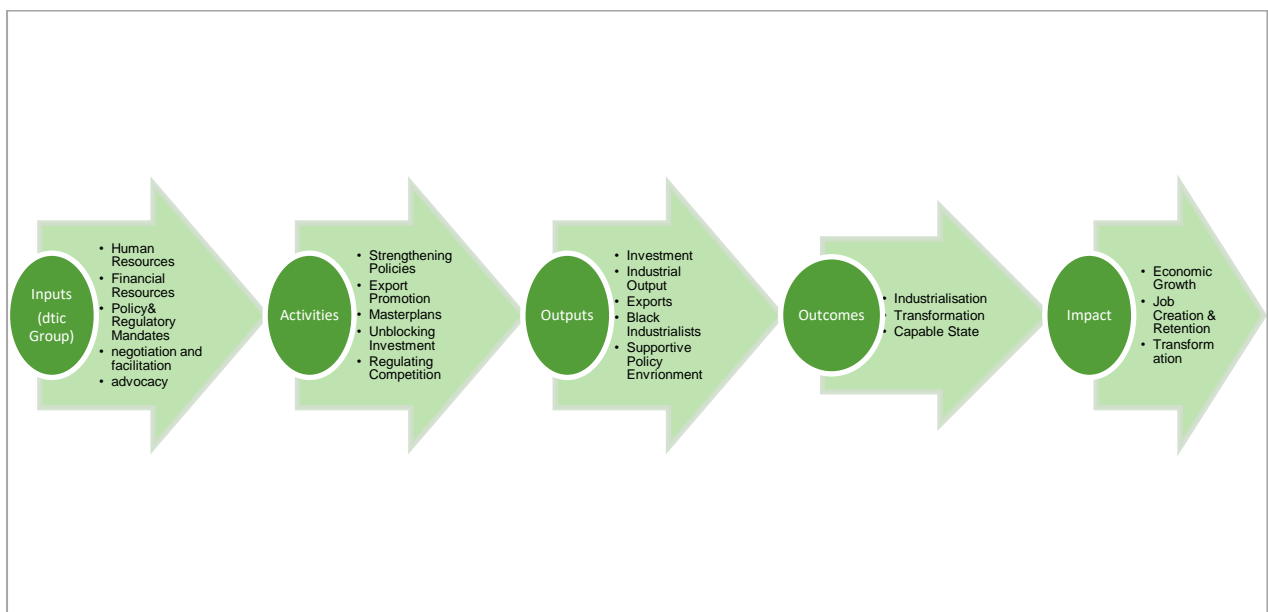 Inputs
(dtic
Group)
• Human
Resources
• Financial
Resources
• Policy&
Regulatory
Mandates
• negotiation and
facilitation
• advocacy
Activities
• Strengthening
Policies
• Export
Promotion
• Masterplans
• Unblocking
Investment
• Regulating
Competition
Outputs
• Investment
• Industrial
Output
• Exports
• Black
Industrialists
• Supportive
Policy
Envrionment
Outcomes
• Industrialisation
• Transformation
• Capable State
Impact
• Economic
Growth
• Job
Creation &
Retention
• Transform
ation